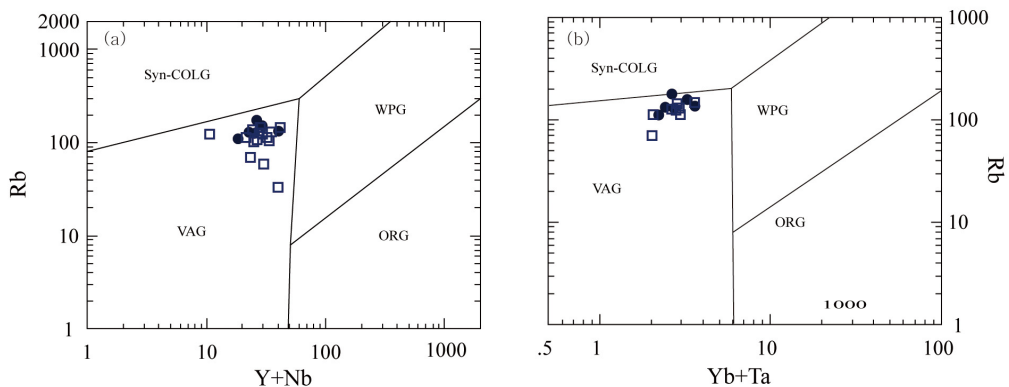 (a)
2000
1000
100
10
1
Rb
Syn-COLG
WPG
VAG
ORG
1 10 100 1000
Y+Nb
(b)
1000
100
10
1
Rb
Syn-COLG
WPG
VAG
ORG
1000
.5 1 10 100
Yb+Ta